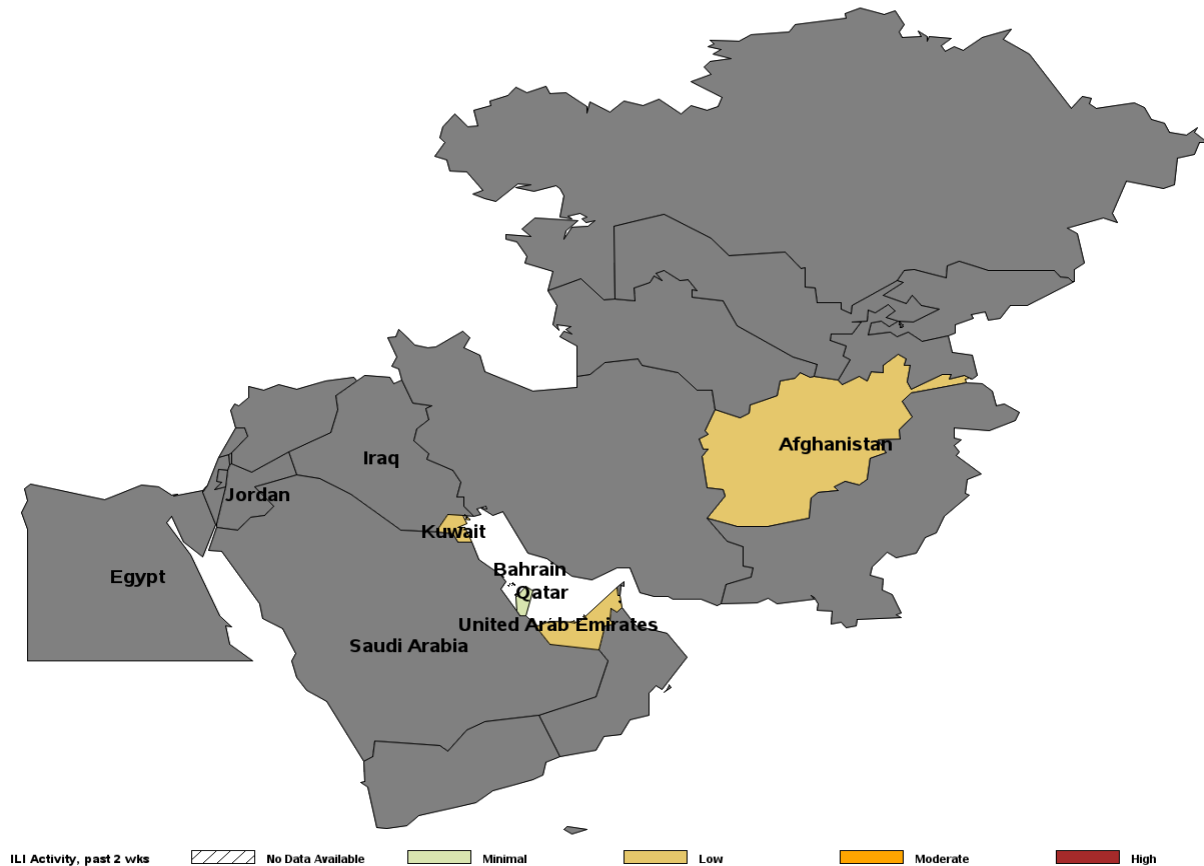 Afghanistan
Iraq
Jordan
Kuwait
Bahrain
Egypt
Qatar
United Arab Emirates
Saudi Arabia
ILI Activity, past 2 wks No Data Available Minimal Low Moderate High